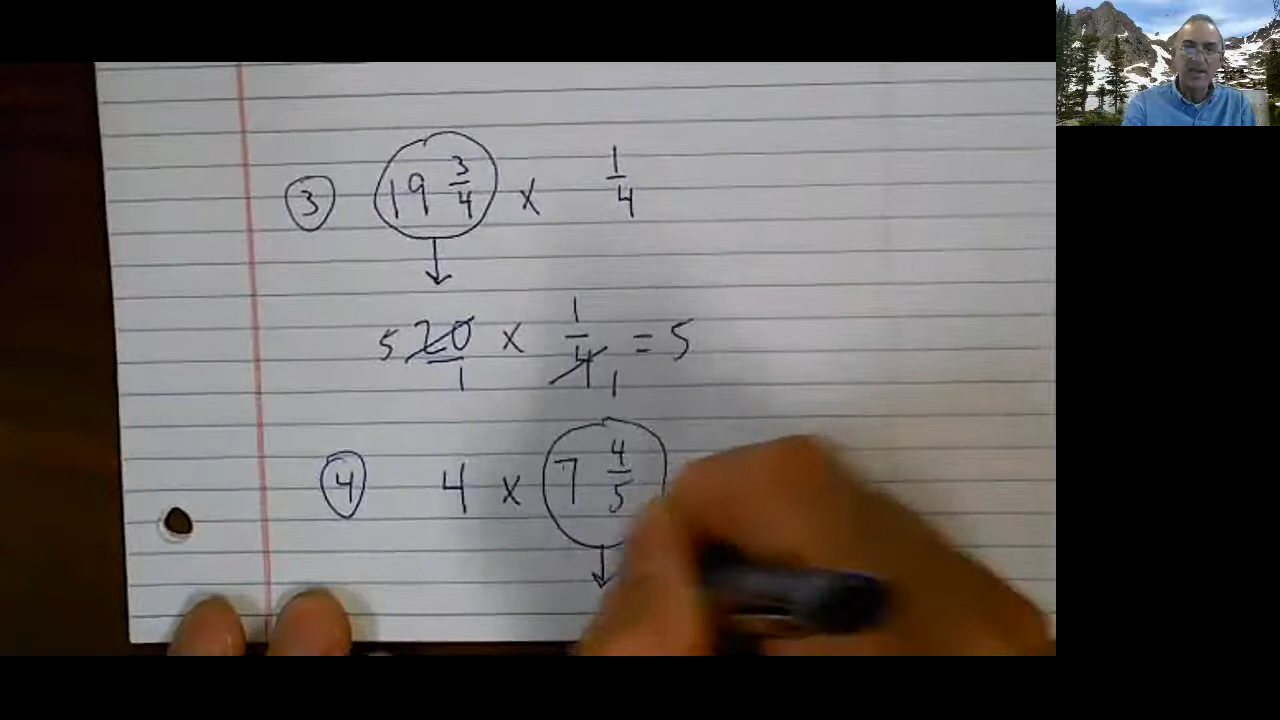 ③ 19 3/4 × 1/4
5 20/1 × 1/4 1 = 5
④ 4 × 7 4/5